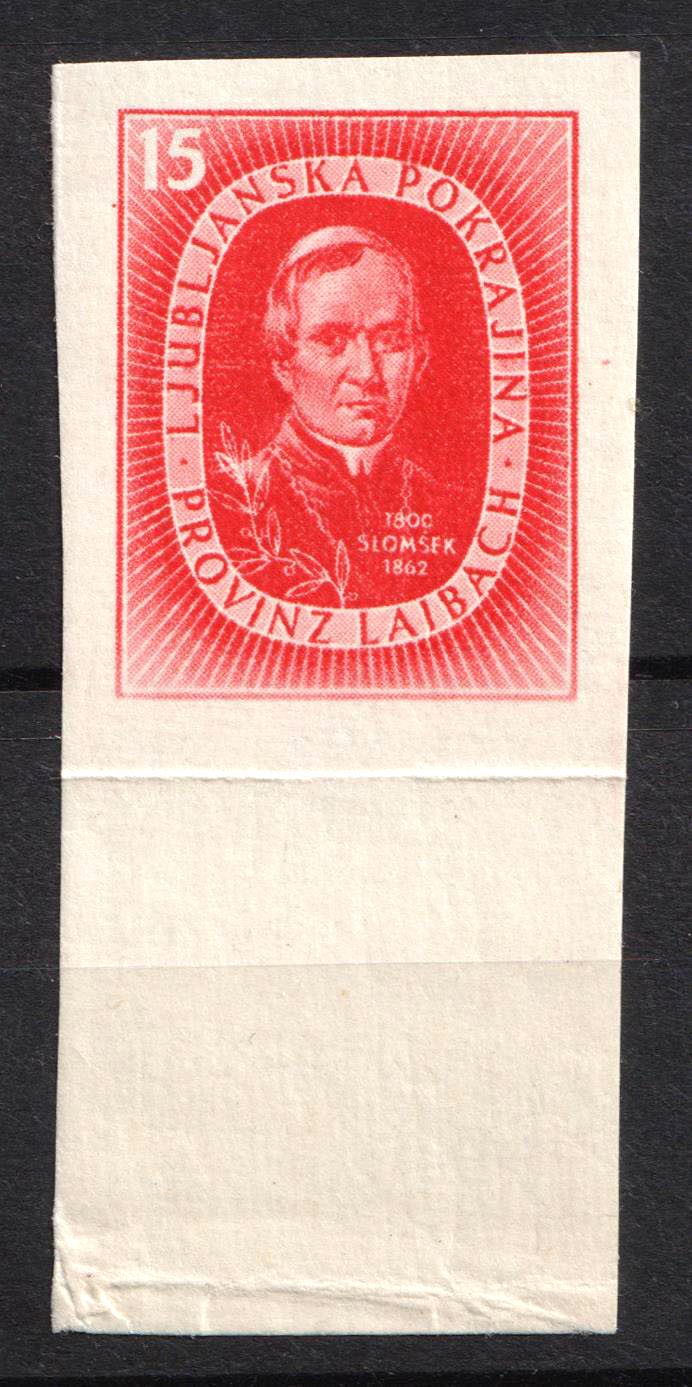 15
LJUBLJANSKA POKRAJINA · PROVINZ LAIBACH ·
1800
SLOMŠEK
1862